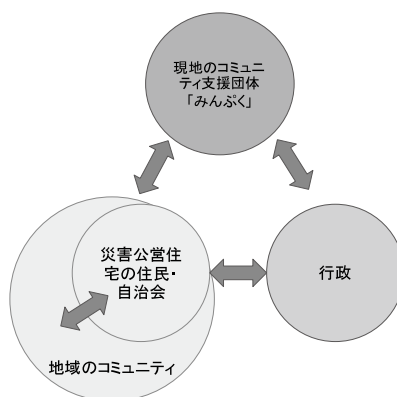 現地のコミュニ
ティ支援団体
「みんぷく」
災害公営住
宅の住民・
自治会
行政
地域のコミュニティ